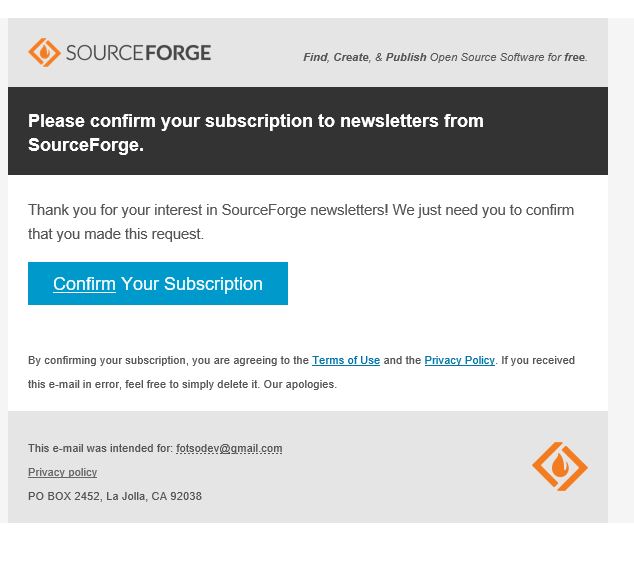 SOURCEFORGE
Find, Create, & Publish Open Source Software for free.
Please confirm your subscription to newsletters from
SourceForge.
Thank you for your interest in SourceForge newsletters! We just need you to confirm
that you made this request.
Confirm Your Subscription
By confirming your subscription, you are agreeing to the Terms of Use and the Privacy Policy. If you received
this e-mail in error, feel free to simply delete it. Our apologies.
This e-mail was intended for: fotsodev@gmail.com
Privacy policy
PO BOX 2452, La Jolla, CA 92038